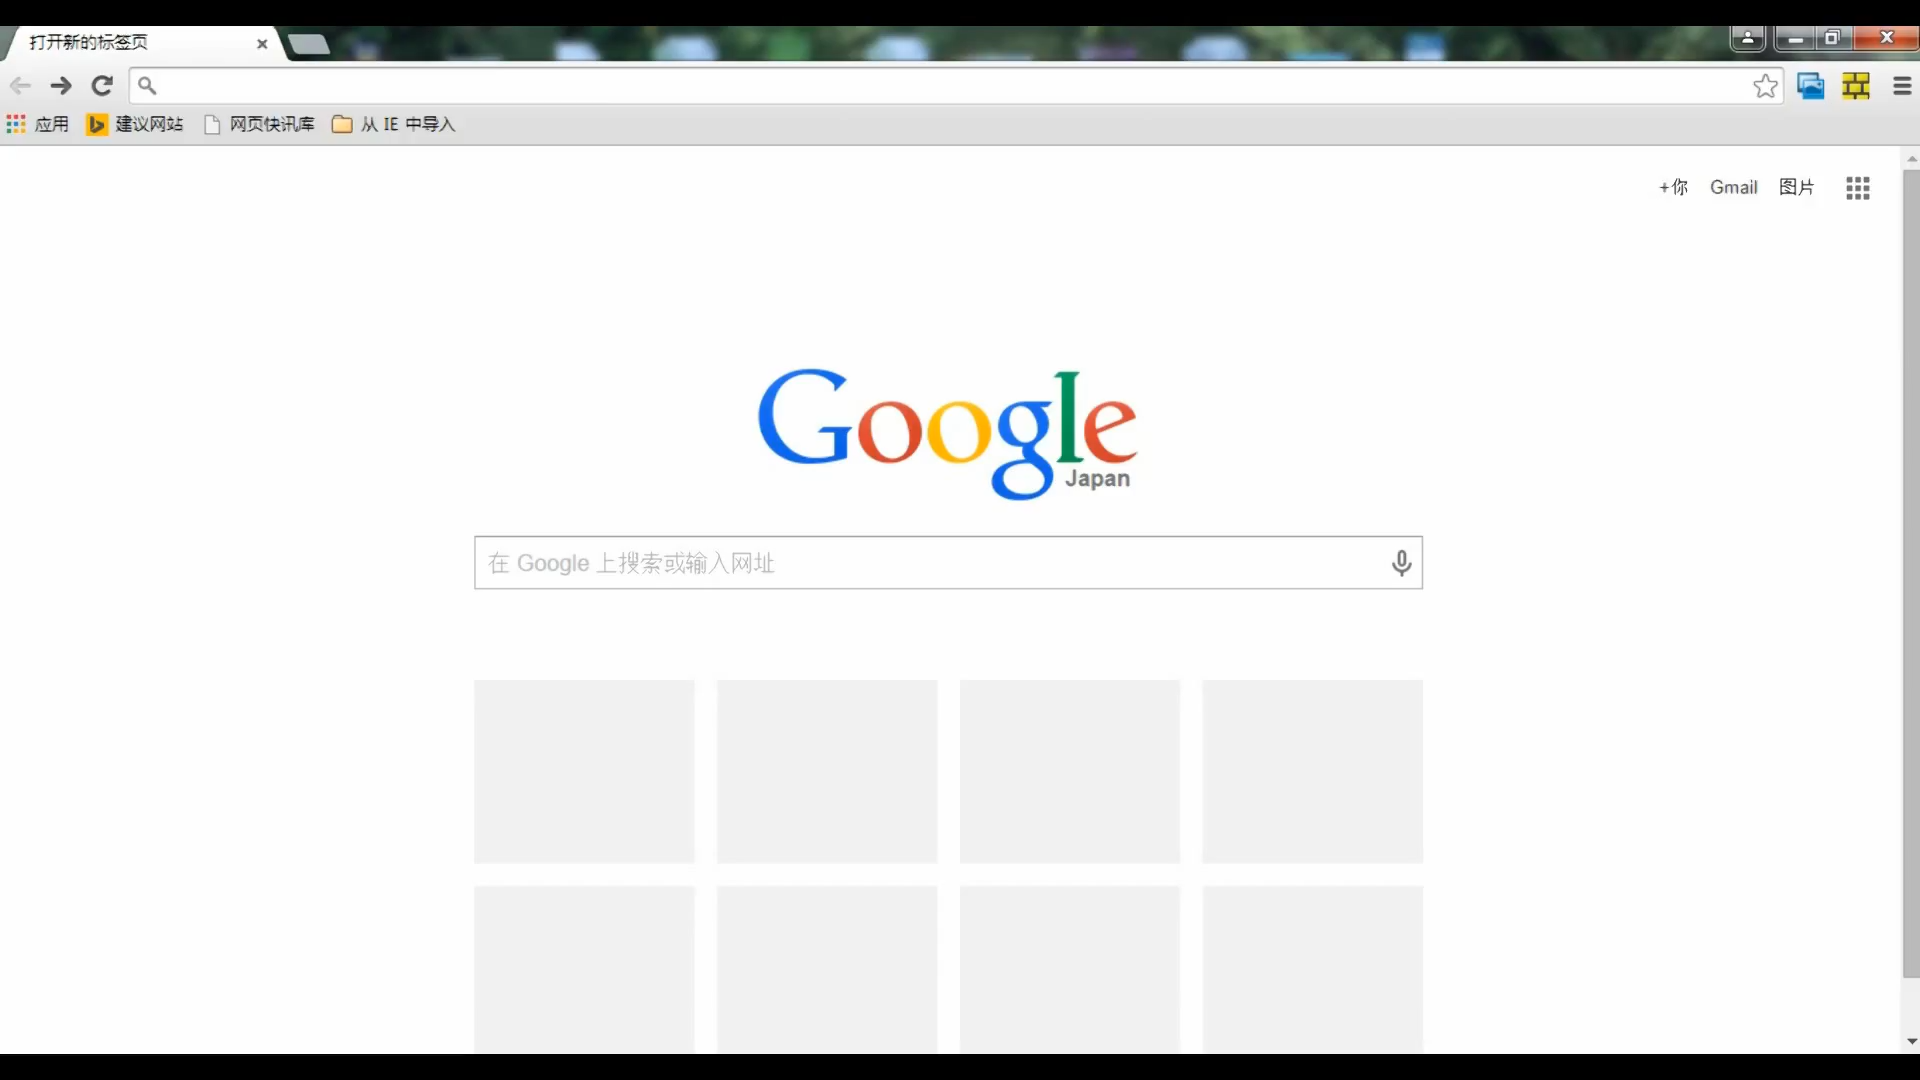 打开新的标签页
应用 建议网站 网页快讯库 从 IE 中导入
+你 Gmail 图片
Google
Japan
在 Google 上搜索或输入网址